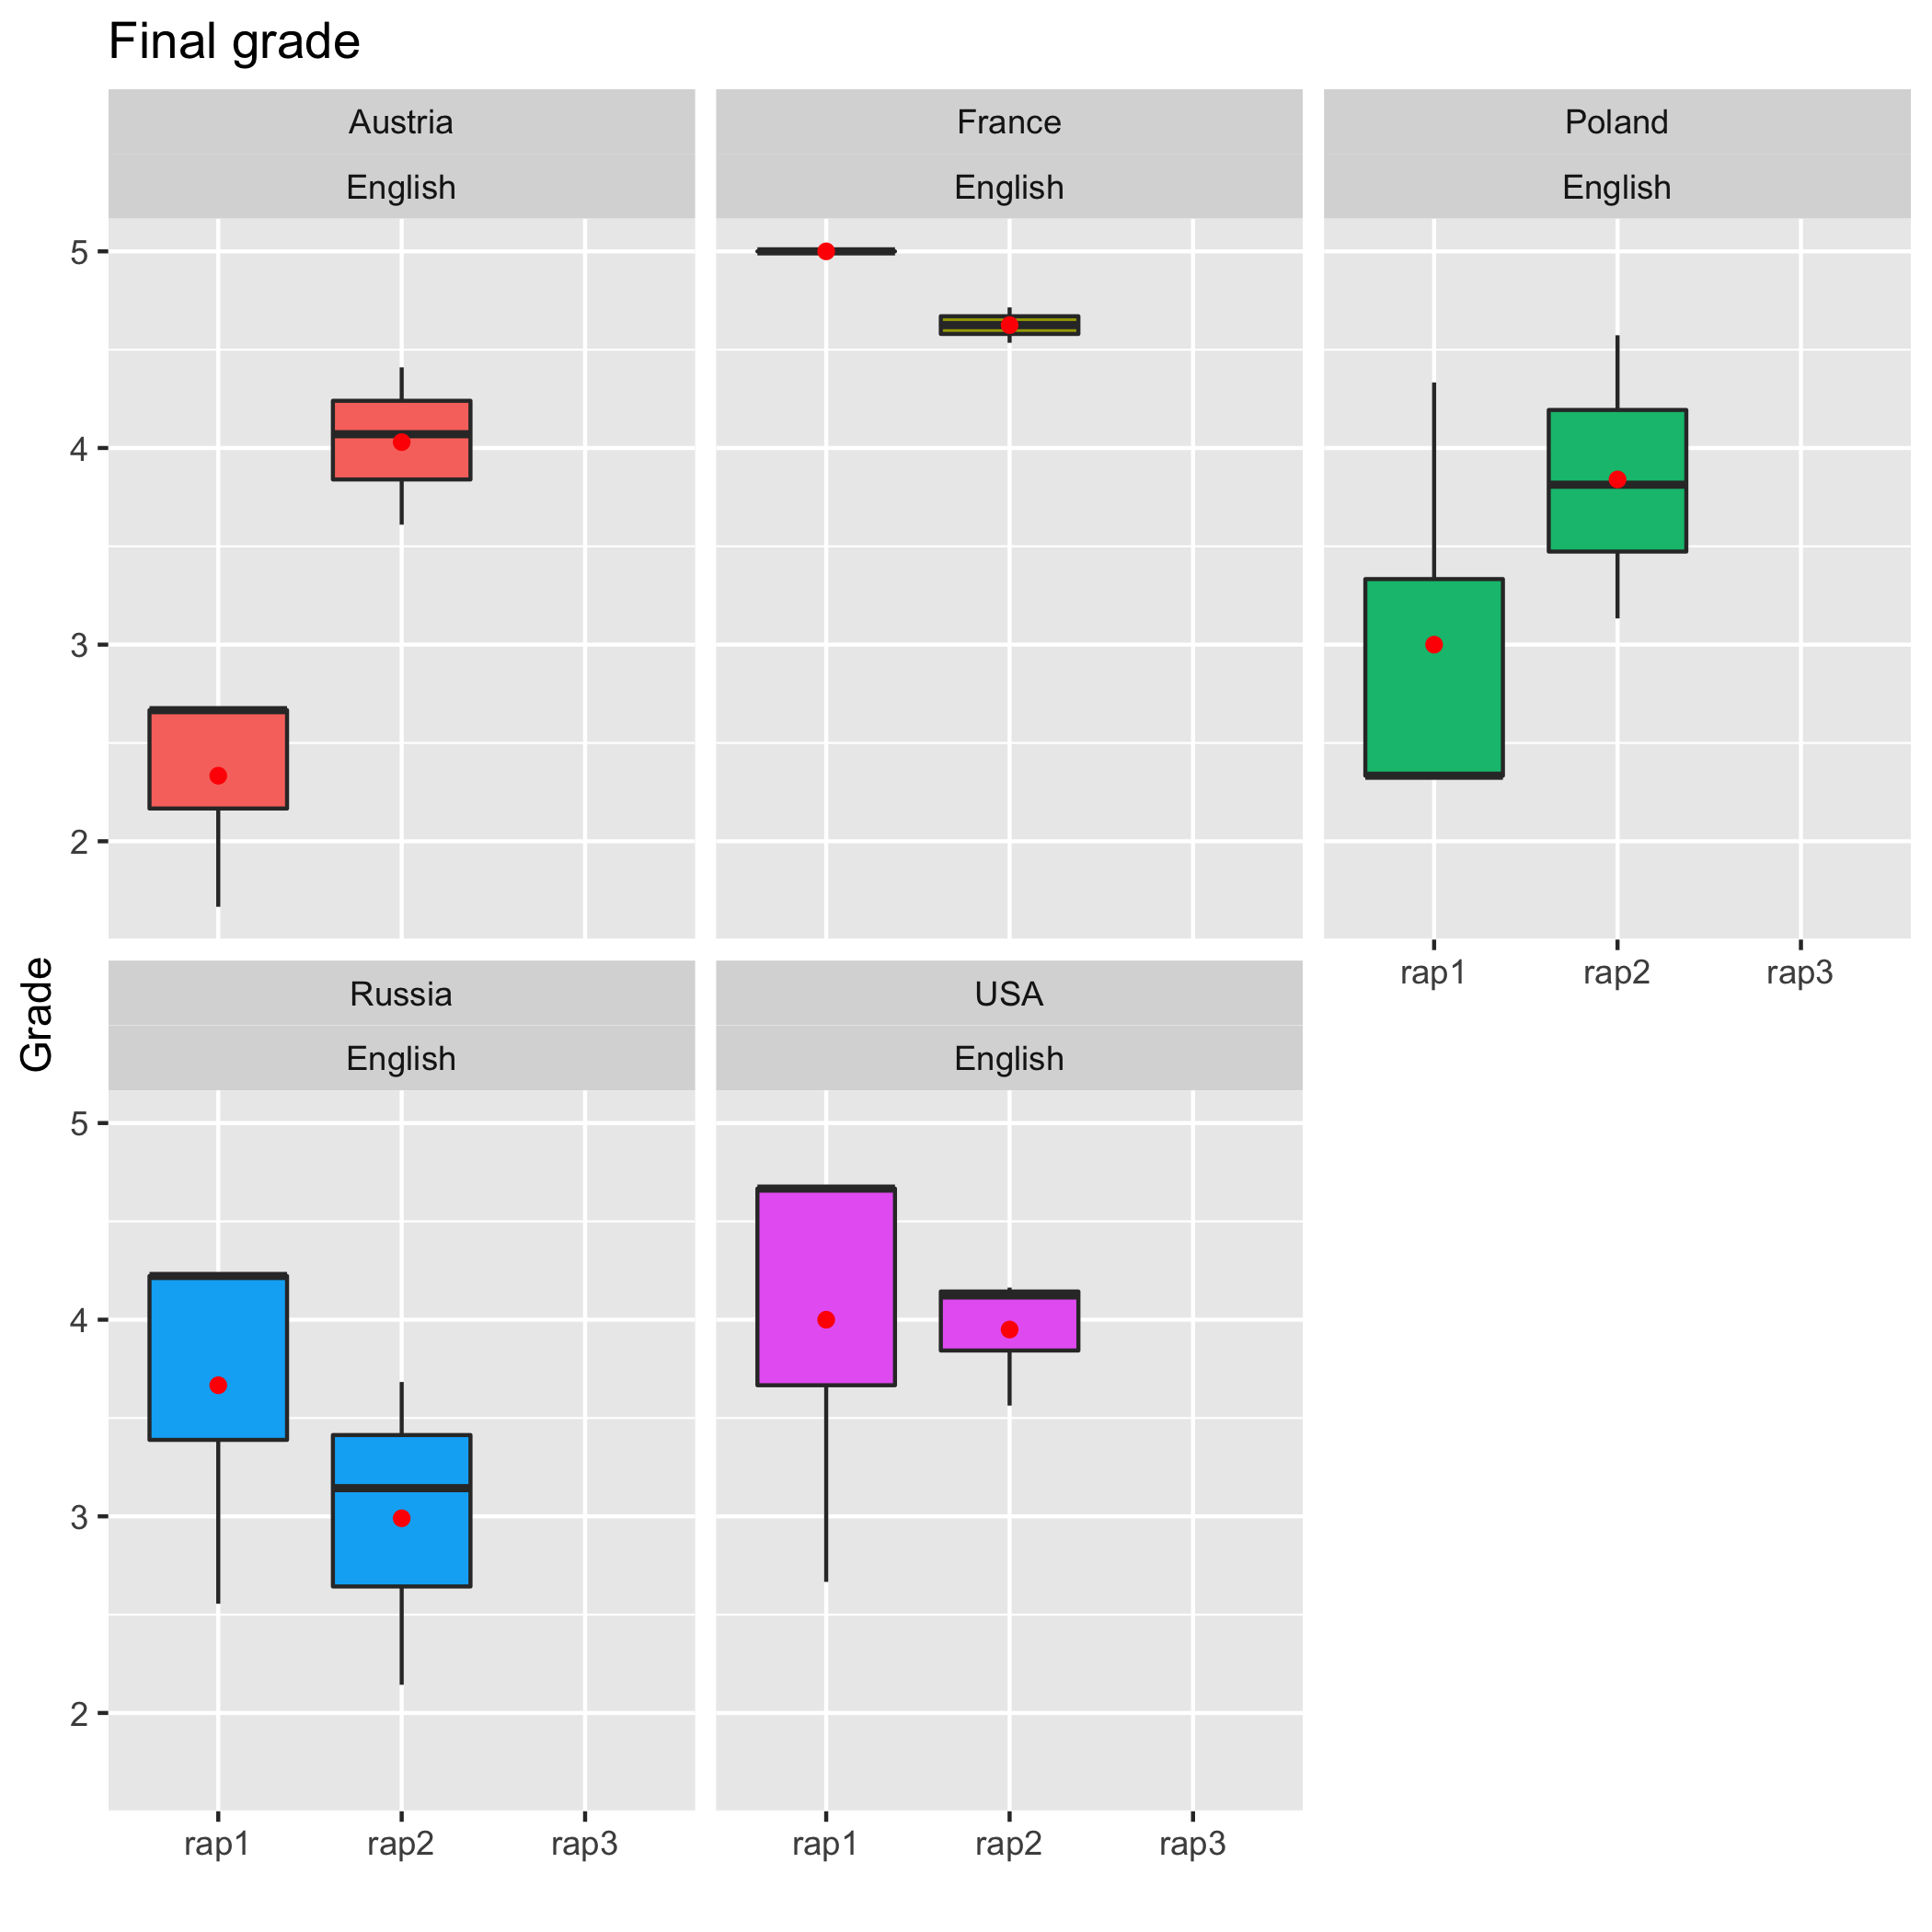 Final grade
Austria
English
France
English
Poland
English
5
4
3
2
rap1 rap2 rap3
Grade
Russia
English
USA
English
5
4
3
2
rap1 rap2 rap3
rap1 rap2 rap3